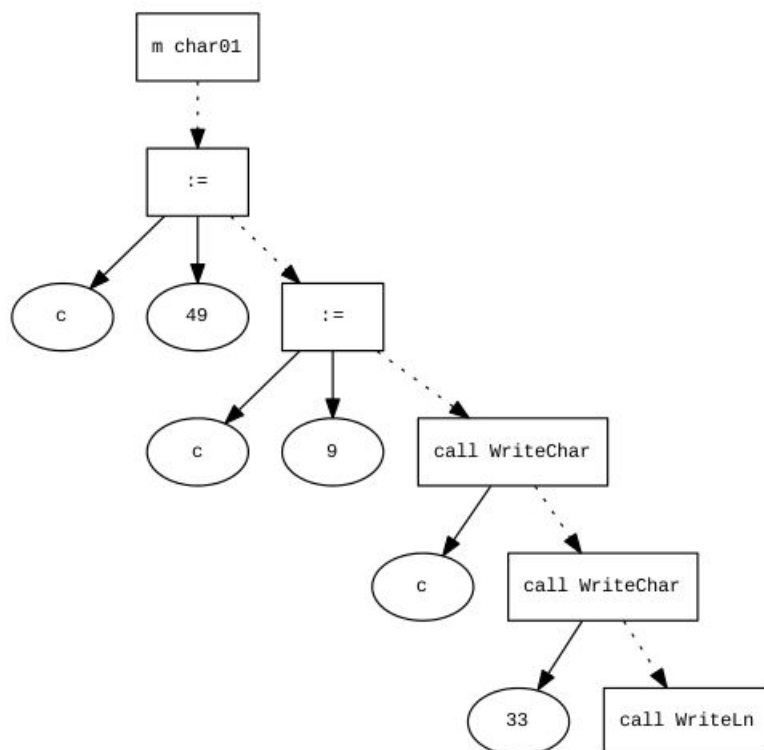 m char01
:=
c
49
:=
c
9
call WriteChar
c
call WriteChar
33
call WriteLn